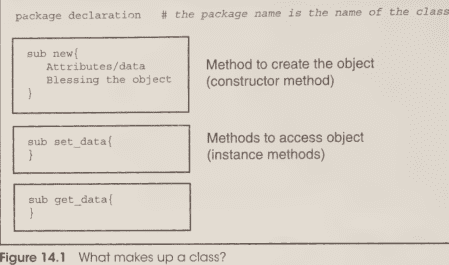 package declaration # the package name is the name of the class
sub new{
Attributes/data
Blessing the object
}
Method to create the object
(constructor method)
sub set_data{
}
Methods to access object
(instance methods)
sub get_data{
}
Figure 14.1 What makes up a class?